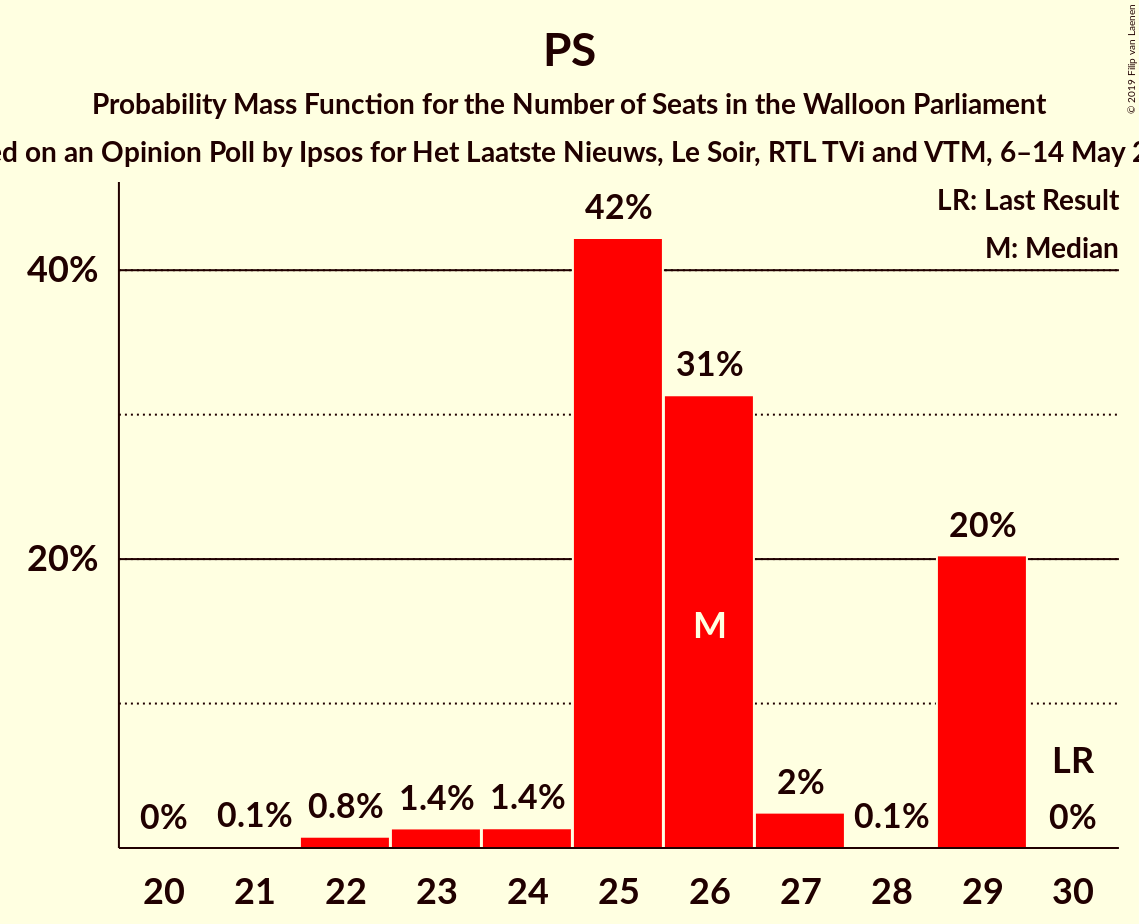 PS
Probability Mass Function for the Number of Seats in the Walloon Parliament
on an Opinion Poll by Ipsos for Het Laatste Nieuws, Le Soir, RTL TVi and VTM, 6–14 May
© 2019 Filip van Laenen
LR: Last Result
M: Median
40%
20%
0%
0.1%
0.8%
1.4%
1.4%
42%
31%
M
2%
0.1%
20%
LR
0%
20 21 22 23 24 25 26 27 28 29 30